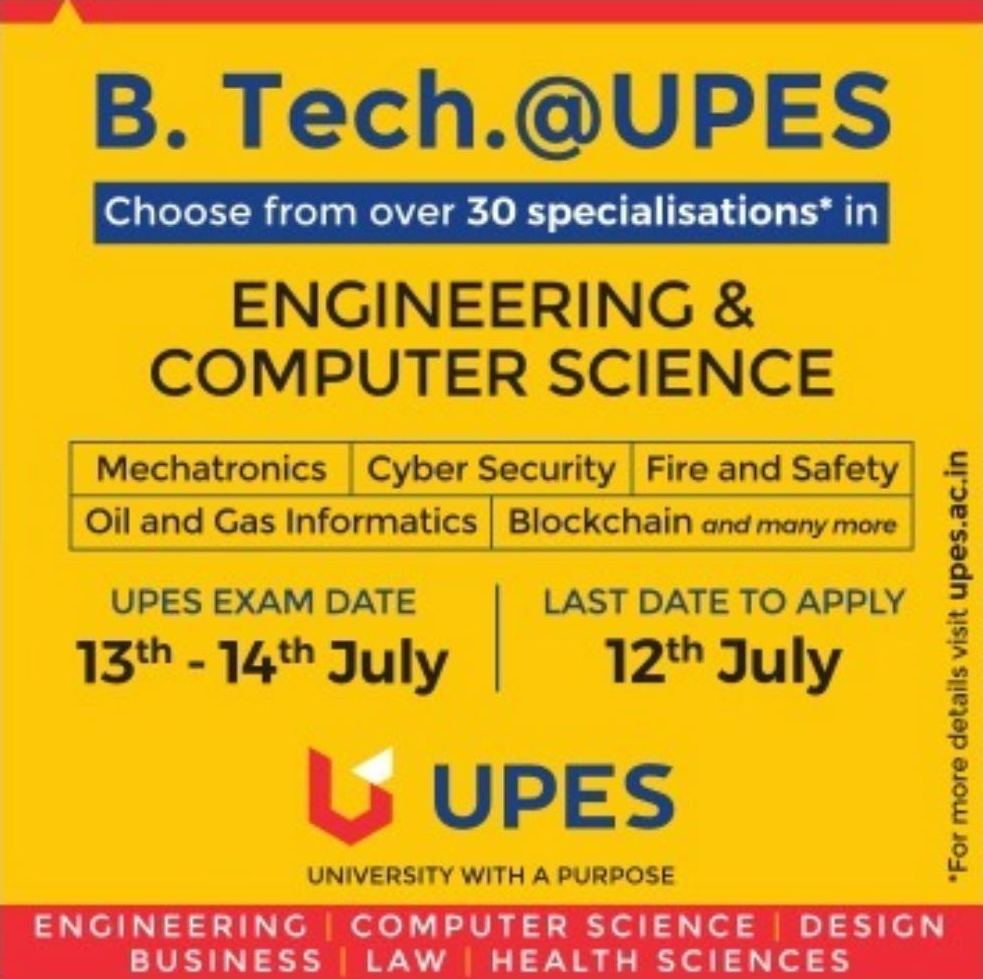 B. Tech.@UPES
Choose from over 30 specialisations* in
ENGINEERING &
COMPUTER SCIENCE
Mechatronics | Cyber Security | Fire and Safety
Oil and Gas Informatics | Blockchain and many more
UPES EXAM DATE
13th - 14th July
LAST DATE TO APPLY
12th July
UPES
UNIVERSITY WITH A PURPOSE
*For more details visit upes.ac.in
ENGINEERING | COMPUTER SCIENCE | DESIGN
BUSINESS | LAW | HEALTH SCIENCES